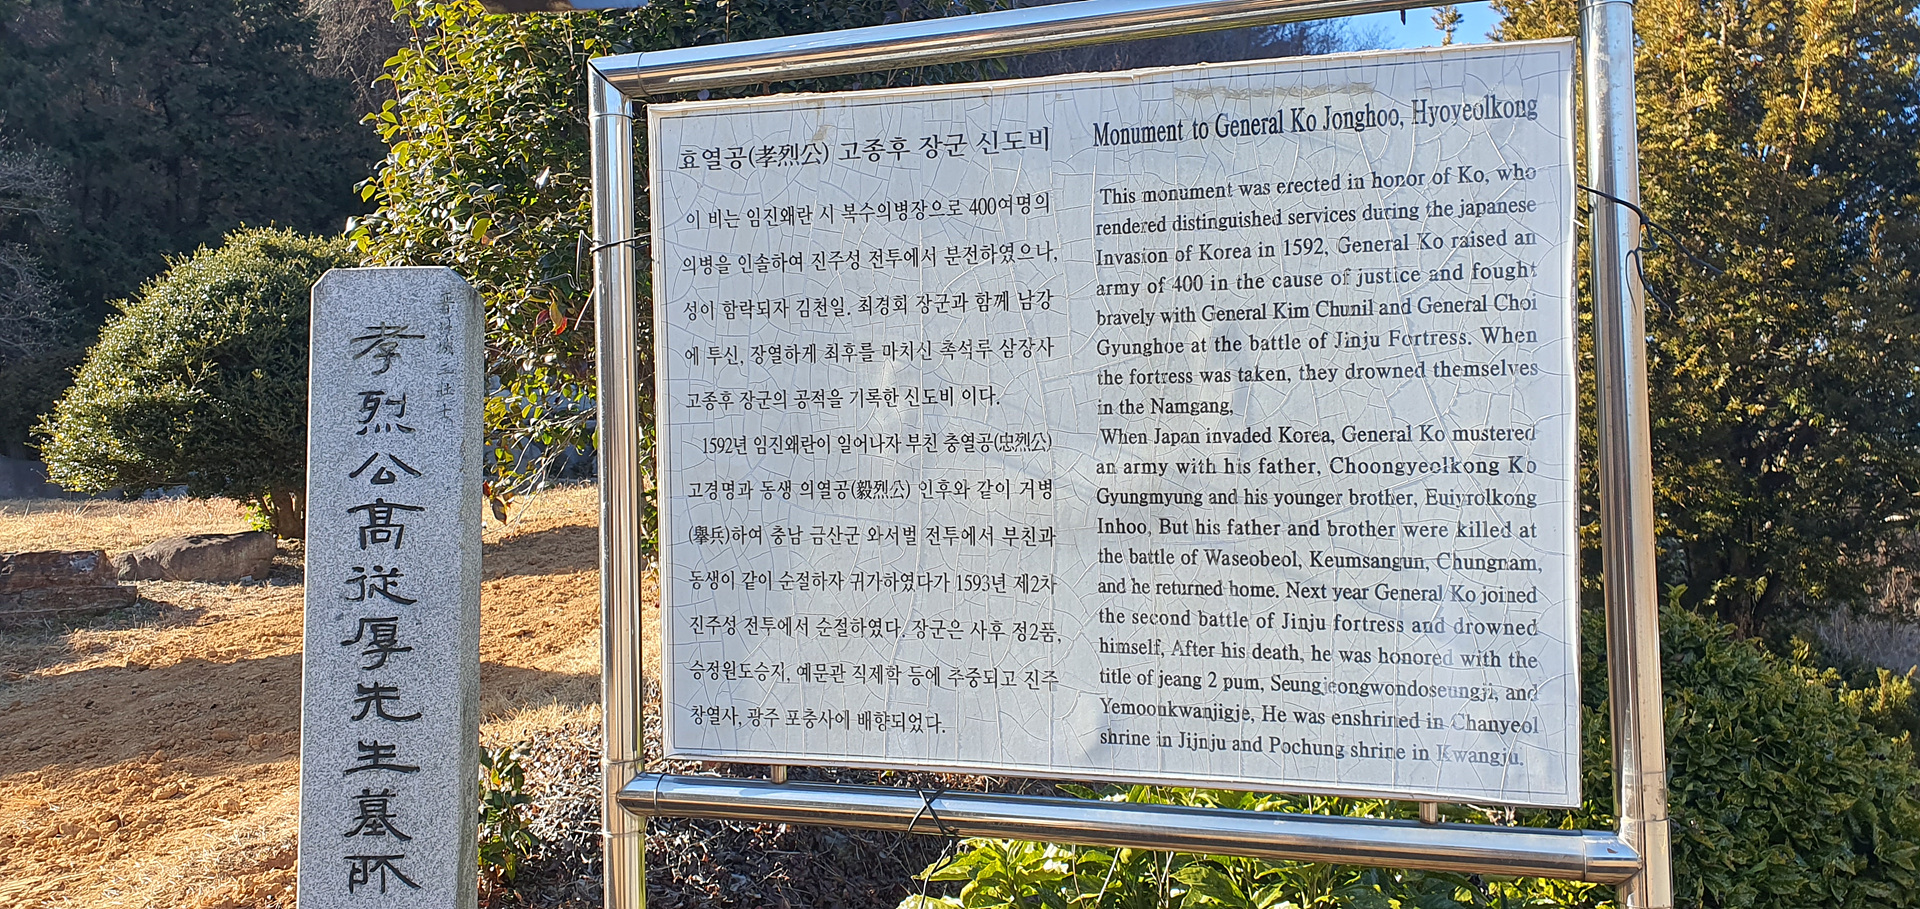 晋州城三壯士
孝烈公高從厚先生墓所
효열공(孝烈公) 고종후 장군 신도비
이 비는 임진왜란 시 복수의병장으로 400여명의
의병을 인솔하여 진주성 전투에서 분전하였으나,
성이 함락되자 김천일. 최경회 장군과 함께 남강
에 투신, 장열하게 최후를 마치신 촉석루 삼장사
고종후 장군의 공적을 기록한 신도비 이다.
1592년 임진왜란이 일어나자 부친 충열공(忠烈公)
고경명과 동생 의열공(毅烈公) 인후와 같이 거병
(擧兵)하여 충남 금산군 와서벌 전투에서 부친과
동생이 같이 순절하자 귀가하였다가 1593년 제2차
진주성 전투에서 순절하였다. 장군은 사후 정2품,
승정원도승지, 예문관 직제학 등에 추중되고 진주
창열사, 광주 포충사에 배향되었다.
Monument to General Ko Jonghoo, Hyoyeolkong
This monument was erected in honor of Ko, who
rendered distinguished services during the japanese
Invasion of Korea in 1592, General Ko raised an
army of 400 in the cause of justice and fought
bravely with General Kim Chunil and General Choi
Gyunghoe at the battle of Jinju Fortress. When
the fortress was taken, they drowned themselves
in the Namgang,
When Japan invaded Korea, General Ko mustered
an army with his father, Choongyeolkong Ko
Gyungmyung and his younger brother, Euiyrolkong
Inhoo, But his father and brother were killed at
the battle of Waseobeol, Keumsangun, Chungnam,
and he returned home. Next year General Ko joined
the second battle of Jinju fortress and drowned
himself, After his death, he was honored with the
title of jeang 2 pum, Seungjeongwondoseungji, and
Yemoonkwanjigje, He was enshrined in Chanyeol
shrine in Jijnju and Pochung shrine in Kwangju.